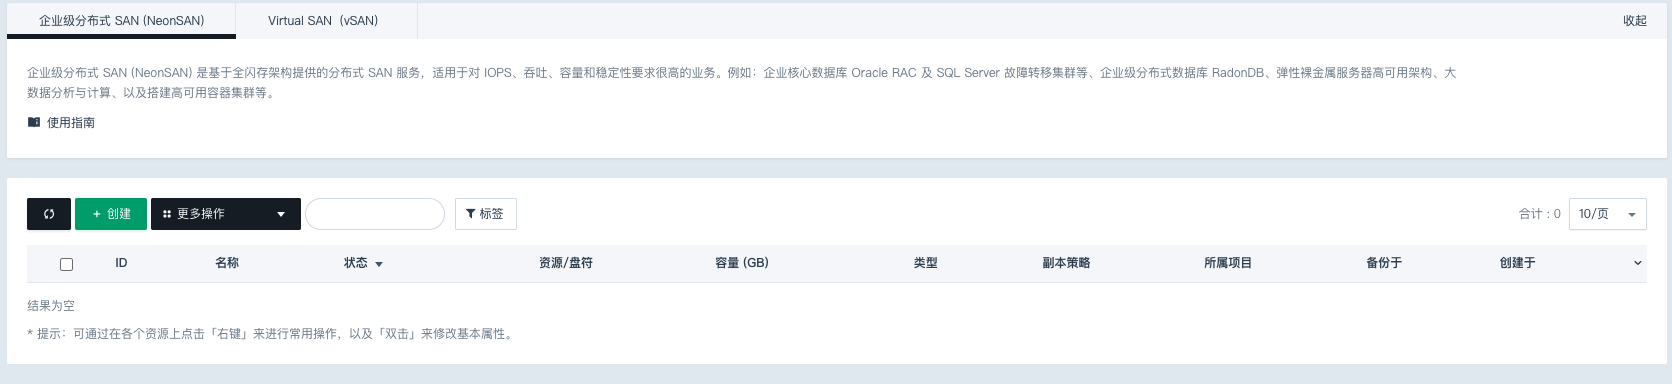 企业级分布式 SAN (NeonSAN)
Virtual SAN（vSAN)
收起
企业级分布式 SAN (NeonSAN) 是基于全闪存架构提供的分布式 SAN 服务，适用于对 IOPS、吞吐、容量和稳定性要求很高的业务。例如：企业核心数据库 Oracle RAC 及 SQL Server 故障转移集群等、企业级分布式数据库 RadonDB、弹性裸金属服务器高可用架构、大
数据分析与计算、以及搭建高可用容器集群等。
使用指南
创建
更多操作
标签
合计 : 0
10/页
ID 名称 状态 资源/盘符 容量 (GB) 类型 副本策略 所属项目 备份于 创建于
结果为空
* 提示：可通过在各个资源上点击「右键」来进行常用操作，以及「双击」来修改基本属性。